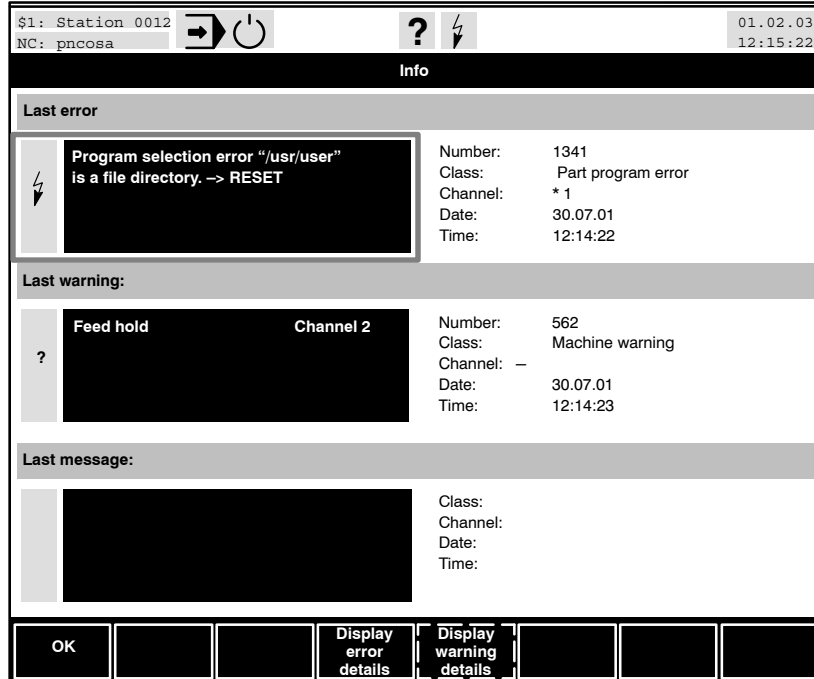 $1: Station 0012
NC: pncosa
?
01.02.03
12:15:22
Info
Last error
Program selection error “/usr/user”
is a file directory. –> RESET
Number: 1341
Class: Part program error
Channel: * 1
Date: 30.07.01
Time: 12:14:22
Last warning:
?
Feed hold Channel 2
Number: 562
Class: Machine warning
Channel: –
Date: 30.07.01
Time: 12:14:23
Last message:
Class:
Channel:
Date:
Time:
OK
Display
error
details
Display
warning
details